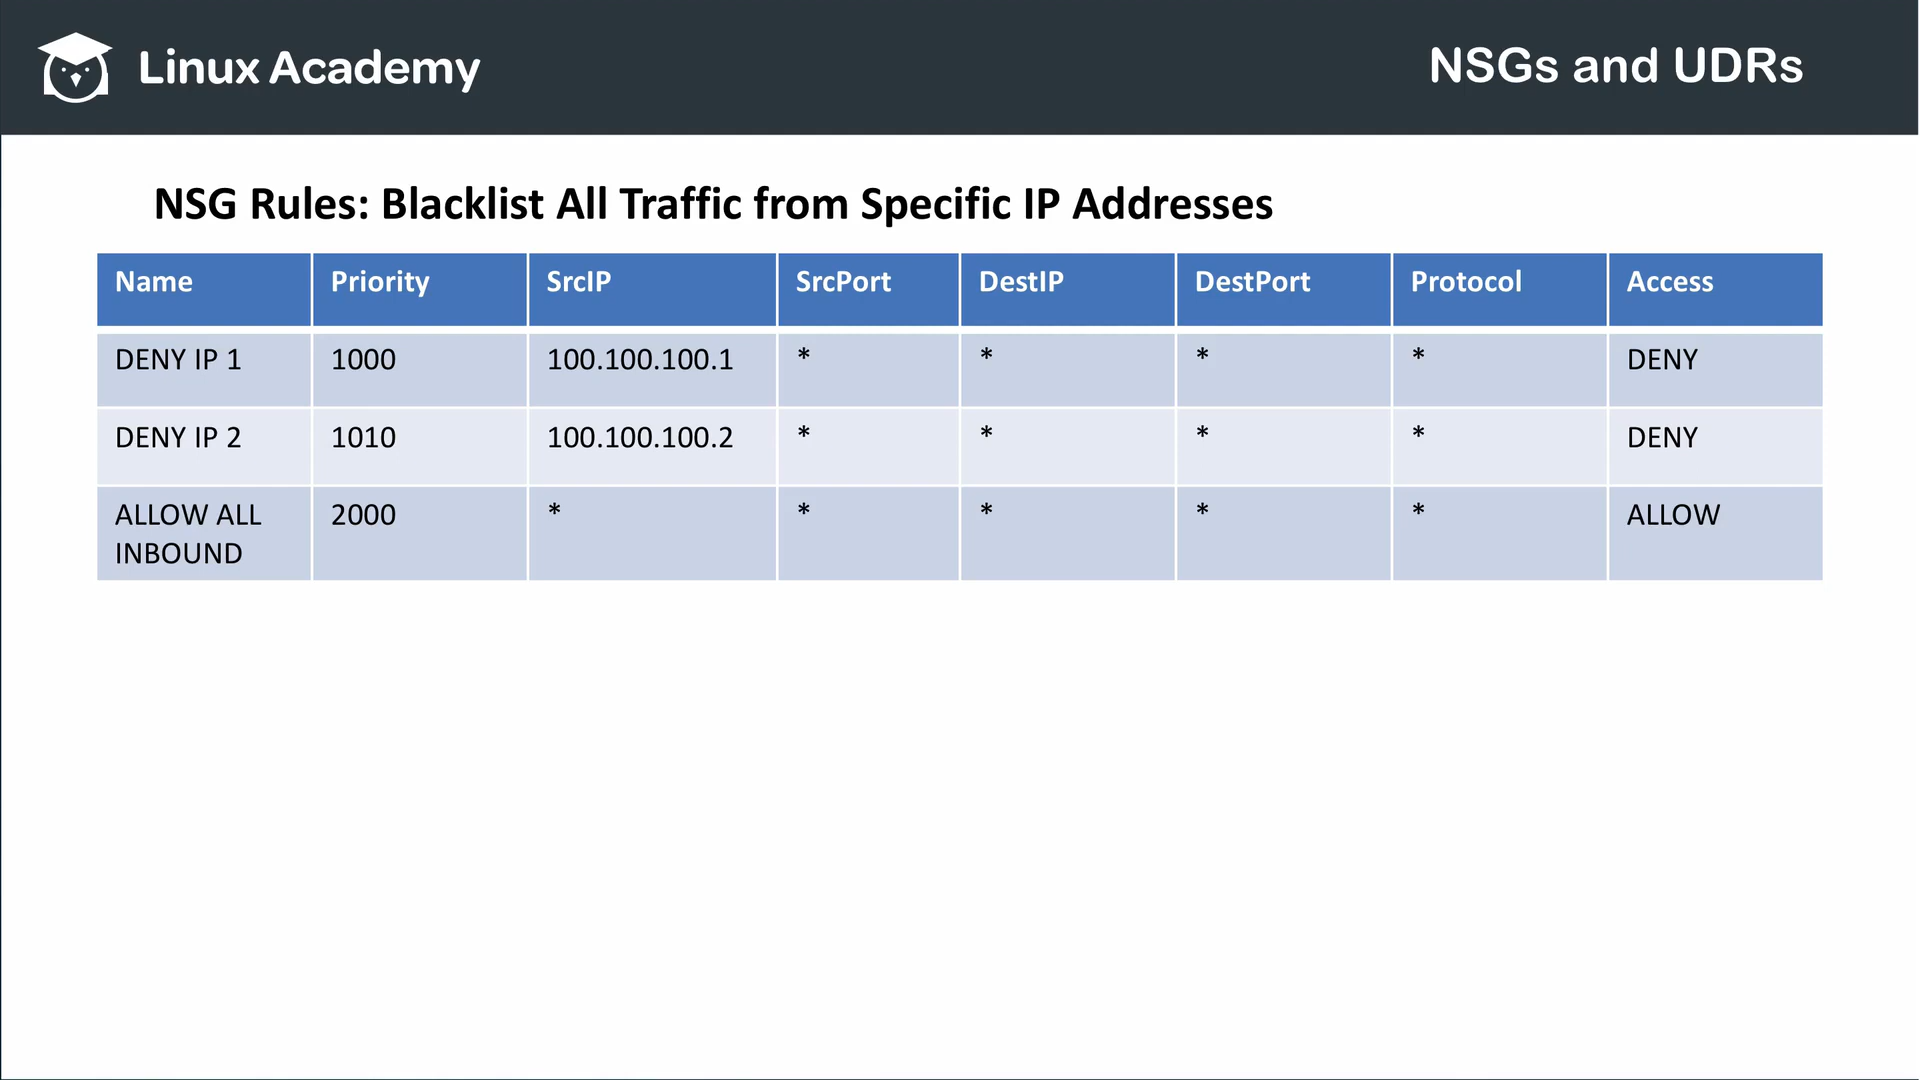 Linux Academy
NSGs and UDRs
NSG Rules: Blacklist All Traffic from Specific IP Addresses
Name Priority SrcIP SrcPort DestIP DestPort Protocol Access
DENY IP 1 1000 100.100.100.1 * * * * DENY
DENY IP 2 1010 100.100.100.2 * * * * DENY
ALLOW ALL 2000 * * * * * ALLOW
INBOUND